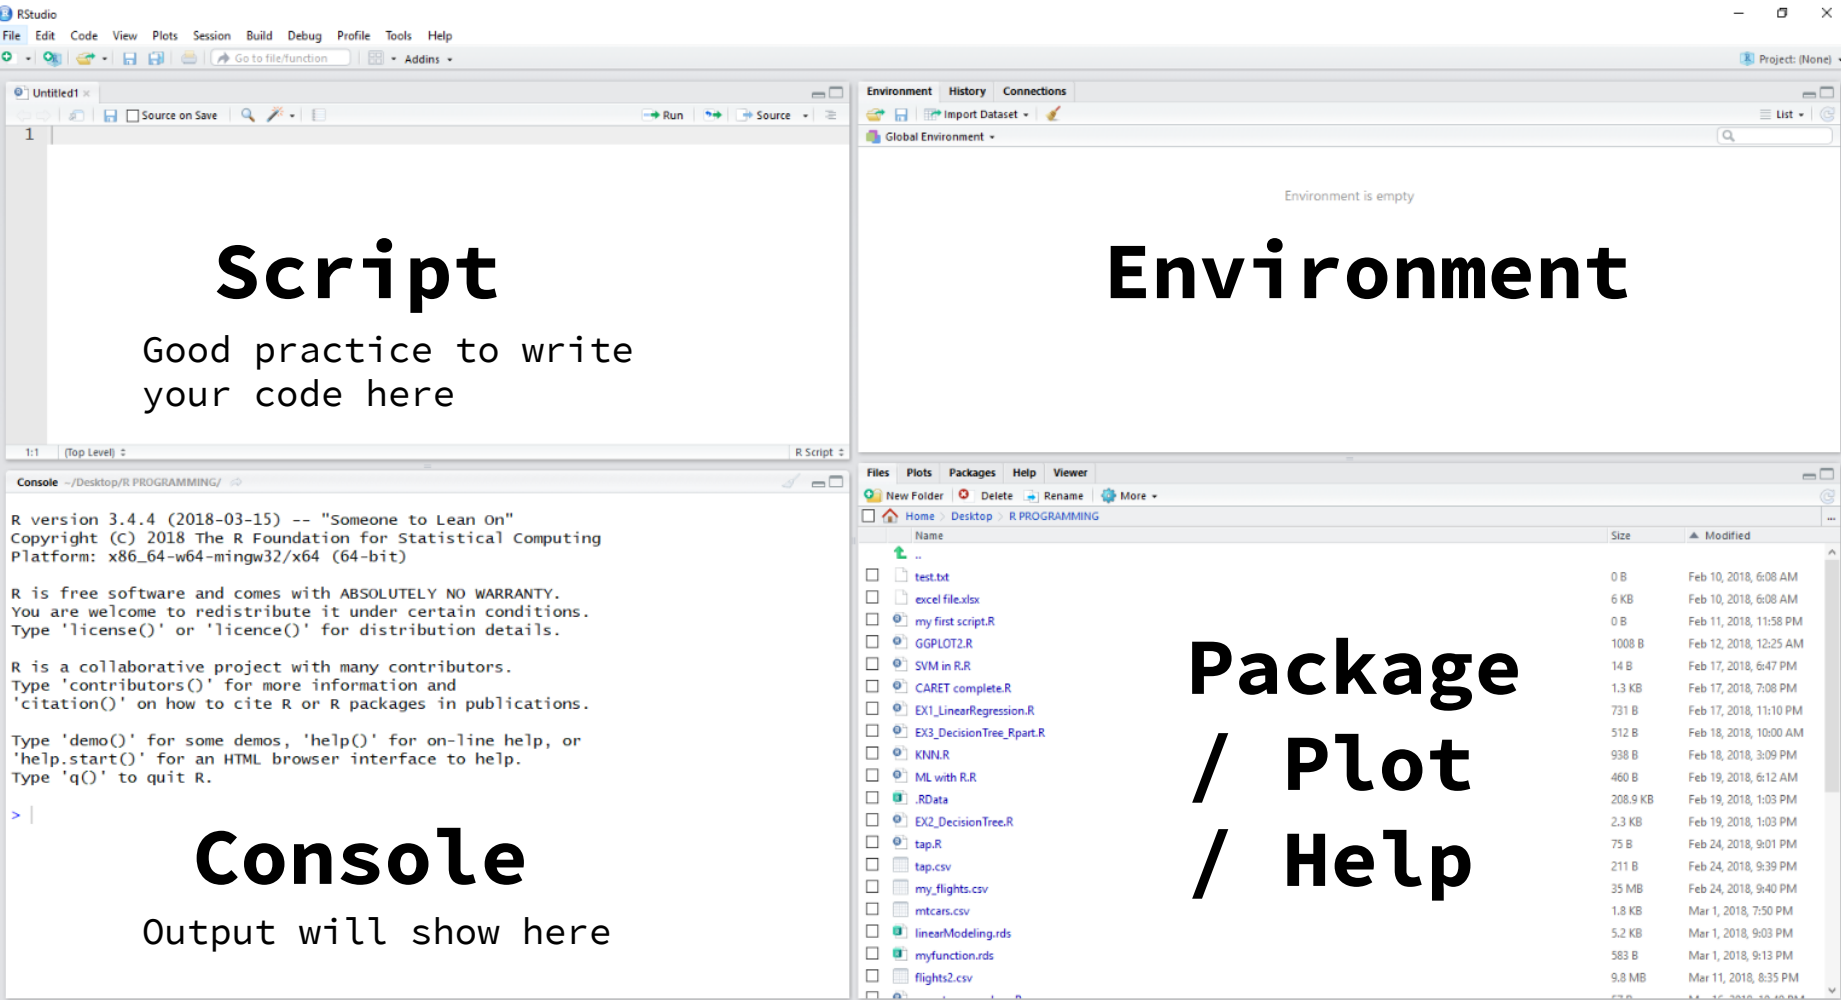 RStudio
File Edit Code View Plots Session Build Debug Profile Tools Help
Go to file/function Addins Project: (None)
Untitled1
Source on Save Run Source
1
Script
Good practice to write
your code here
1:1 (Top Level) R Script
Environment History Connections
Import Dataset List
Global Environment
Environment is empty
Environment
Console ~/Desktop/R PROGRAMMING/
R version 3.4.4 (2018-03-15) -- "Someone to Lean On"
Copyright (C) 2018 The R Foundation for Statistical Computing
Platform: x86_64-w64-mingw32/x64 (64-bit)
R is free software and comes with ABSOLUTELY NO WARRANTY.
You are welcome to redistribute it under certain conditions.
Type 'license()' or 'licence()' for distribution details.
R is a collaborative project with many contributors.
Type 'contributors()' for more information and
'citation()' on how to cite R or R packages in publications.
Type 'demo()' for some demos, 'help()' for on-line help, or
'help.start()' for an HTML browser interface to help.
Type 'q()' to quit R.
>
Console
Output will show here
Files Plots Packages Help Viewer
New Folder Delete Rename More
Home Desktop R PROGRAMMING ...
Name Size Modified
..
test.txt 0 B Feb 10, 2018, 6:08 AM
excel file.xlsx 6 KB Feb 10, 2018, 6:08 AM
my first script.R 0 B Feb 11, 2018, 11:58 PM
GGPLOT2.R 1008 B Feb 12, 2018, 12:25 AM
SVM in R.R 14 B Feb 17, 2018, 6:47 PM
CARET complete.R 1.3 KB Feb 17, 2018, 7:08 PM
EX1_LinearRegression.R 731 B Feb 17, 2018, 11:10 PM
EX3_DecisionTree_Rpart.R 512 B Feb 18, 2018, 10:00 AM
KNN.R 938 B Feb 18, 2018, 3:09 PM
ML with R.R 460 B Feb 19, 2018, 6:12 AM
.RData 208.9 KB Feb 19, 2018, 1:03 PM
EX2_DecisionTree.R 2.3 KB Feb 19, 2018, 1:03 PM
tap.R 75 B Feb 24, 2018, 9:01 PM
tap.csv 211 B Feb 24, 2018, 9:39 PM
my_flights.csv 35 MB Feb 24, 2018, 9:40 PM
mtcars.csv 1.8 KB Mar 1, 2018, 7:50 PM
linearModeling.rds 5.2 KB Mar 1, 2018, 9:03 PM
myfunction.rds 583 B Mar 1, 2018, 9:13 PM
flights2.csv 9.8 MB Mar 11, 2018, 8:35 PM
Package
/ Plot
/ Help